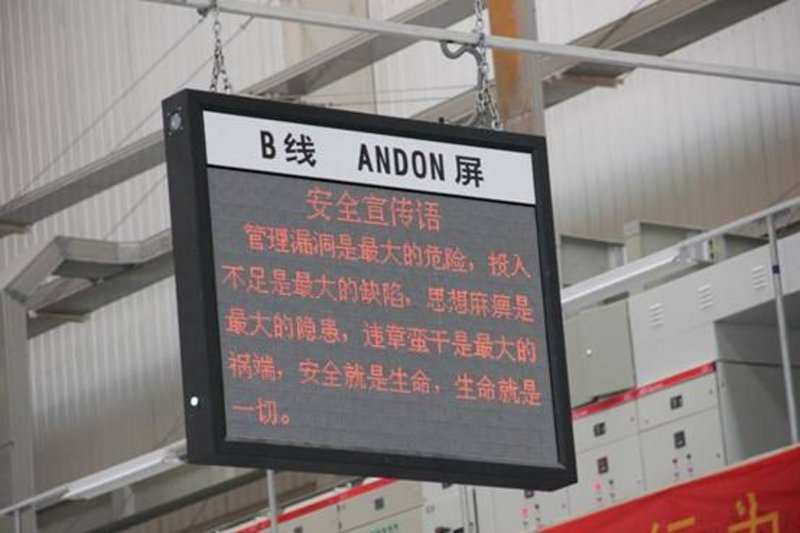 B线 ANDON屏
安全宣传语
管理漏洞是最大的危险，投入
不足是最大的缺陷，思想麻痹是
最大的隐患，违章蛮干是最大的
祸端，安全就是生命，生命就是
一切。
行为